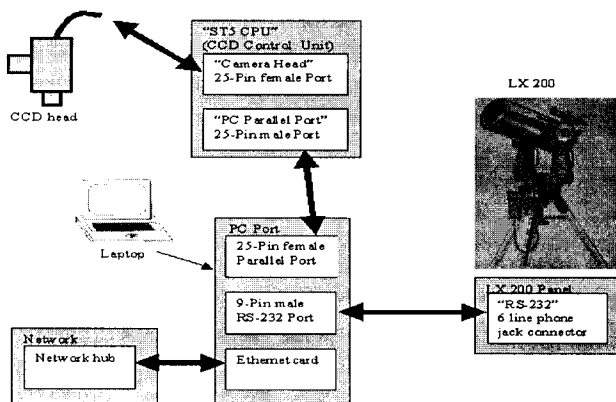 "ST5 CPU"
(CCD Control Unit)
"Camera Head"
25-Pin female Port
"PC Parallel Port"
25-Pin male Port
CCD head
LX 200
Laptop
PC Port
25-Pin female
Parallel Port
9-Pin male
RS-232 Port
Ethernet card
LX 200 Panel
"RS-232"
6 line phone
jack connector
Network
Network hub